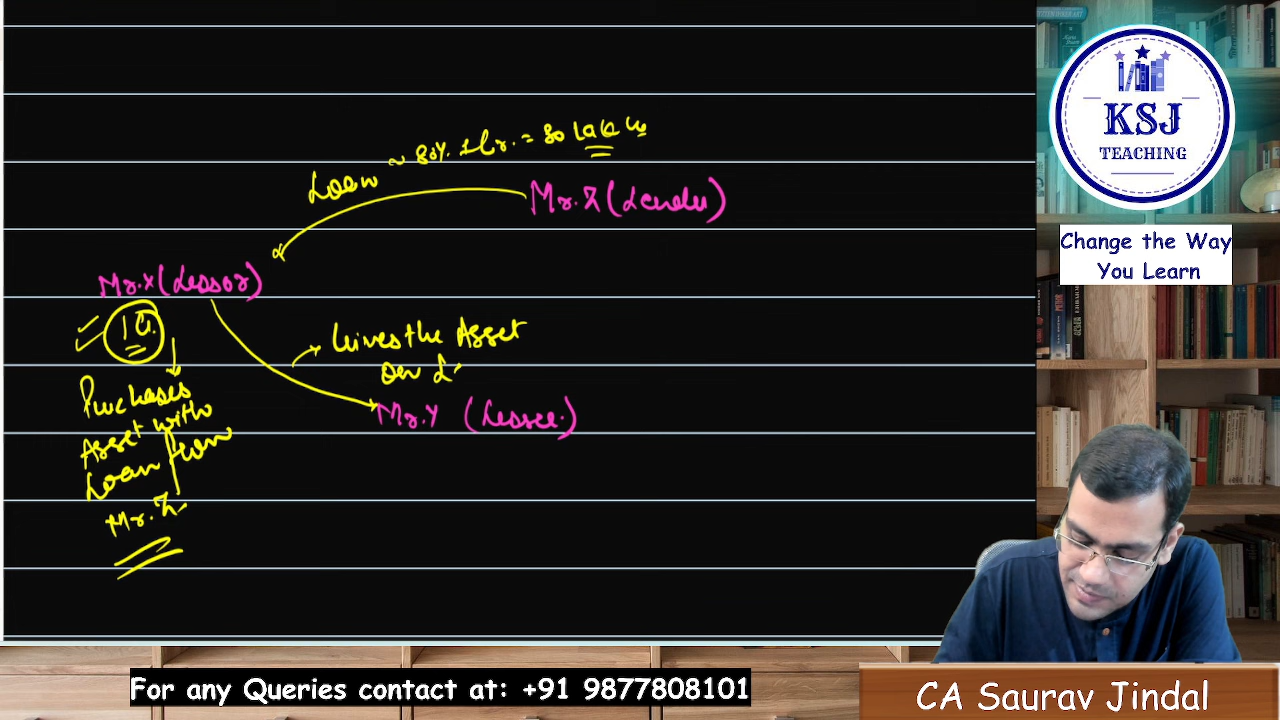 Loan ~ 80% 1Cr. = 80 Lakhs
Mr. Z (Lender)
Mr. X (Lessor)
1 Cr.
Gives the Asset
on L
Mr. Y (Lessee.)
Purchases
Asset with
Loan from
Mr. Z
KSJ
TEACHING
Change the Way
You Learn
For any Queries contact at: +91 9877808101
CA Saurav Jindal